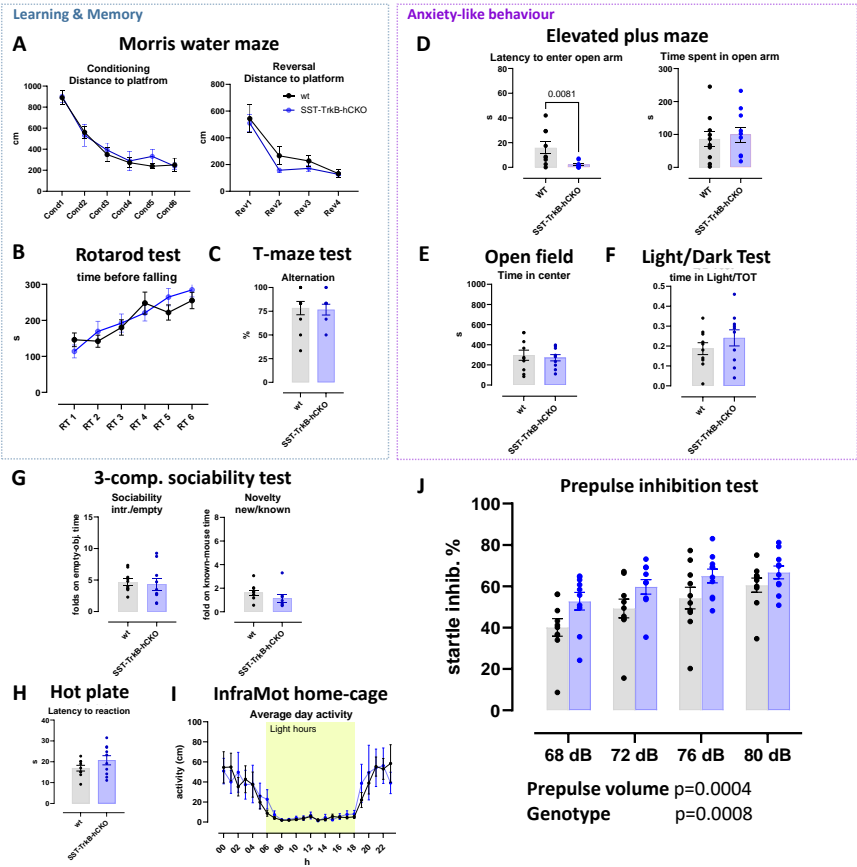 Learning & Memory
A
Morris water maze
Conditioning
Distance to platfrom
cm
1000
800
600
400
200
0
Cond1
Cond2
Cond3
Cond4
Cond5
Cond6
Reversal
Distance to platform
wt
SST-TrkB-hCKO
cm
1000
800
600
400
200
0
Rev1
Rev2
Rev3
Rev4
B
Rotarod test
time before falling
s
300
200
100
0
RT 1
RT 2
RT 3
RT 4
RT 5
RT 6
C
T-maze test
Alternation
%
100
75
50
25
0
wt
SST-TrkB-hCKO
Anxiety-like behaviour
D
Elevated plus maze
Latency to enter open arm
0.0081
s
60
40
20
0
WT
SST-TrkB-hCKO
Time spent in open arm
s
300
200
100
0
WT
SST-TrkB-hCKO
E
Open field
Time in center
s
1000
800
600
400
200
0
wt
SST-TrkB-hCKO
F
Light/Dark Test
time in Light/TOT
0.5
0.4
0.3
0.2
0.1
0.0
wt
SST-TrkB-hCKO
G
3-comp. sociability test
Sociability
intr./empty
folds on empty-obj. time
15
10
5
0
wt
SST-TrkB-hCKO
Novelty
new/known
fold on known-mouse time
6
4
2
0
wt
SST-TrkB-hCKO
H
Hot plate
Latency to reaction
s
40
30
20
10
0
wt
SST-TrkB-hCKO
I
InfraMot home-cage
Average day activity
Light hours
activity (cm)
100
80
60
40
20
0
00
02
04
06
08
10
12
14
16
18
20
22
h
J
Prepulse inhibition test
startle inhib. %
100
80
60
40
20
0
68 dB
72 dB
76 dB
80 dB
Prepulse volume p=0.0004
Genotype p=0.0008